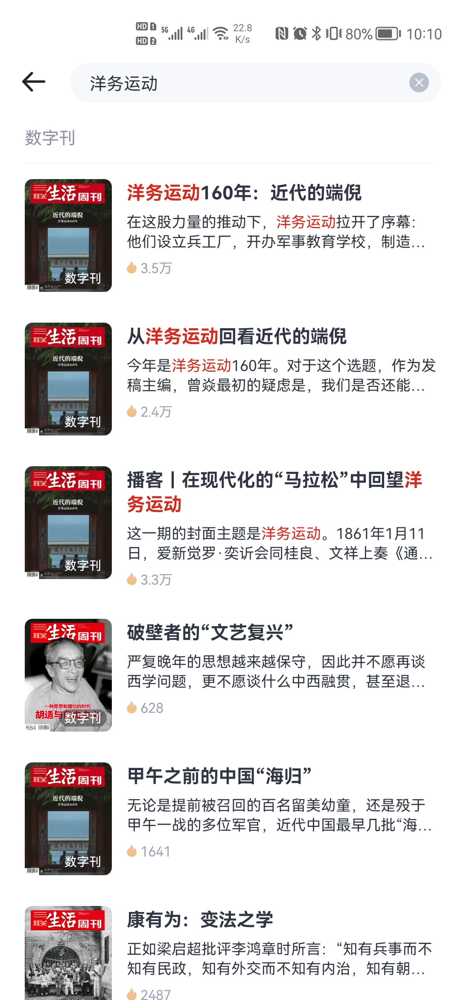 HD 1 5G 4G 22.8 80% 10:10
HD 2 K/s
洋务运动
数字刊
三联生活周刊
近代的端倪
洋务运动160年
数字刊
洋务运动160年：近代的端倪
在这股力量的推动下，洋务运动拉开了序幕：
他们设立兵工厂，开办军事教育学校，制造...
3.5万
三联生活周刊
近代的端倪
洋务运动160年
数字刊
从洋务运动回看近代的端倪
今年是洋务运动160年。对于这个选题，作为发
稿主编，曾焱最初的疑虑是，我们是否还能...
2.4万
三联生活周刊
近代的端倪
洋务运动160年
数字刊
播客丨在现代化的“马拉松”中回望洋
务运动
这一期的封面主题是洋务运动。1861年1月11
日，爱新觉罗·奕䜣会同桂良、文祥上奏《通...
3.3万
三联生活周刊
一种思想和错位的时代
胡适与
数字刊
684
破壁者的“文艺复兴”
严复晚年的思想越来越保守，因此并不愿再谈
西学问题，更不愿谈什么中西融贯，甚至退...
628
三联生活周刊
近代的端倪
洋务运动160年
数字刊
甲午之前的中国“海归”
无论是提前被召回的百名留美幼童，还是殁于
甲午一战的多位军官，近代中国最早几批“海...
1641
三联生活周刊
康有为：变法之学
正如梁启超批评李鸿章时所言：“知有兵事而不
知有民政，知有外交而不知有内治，知有朝...
2487